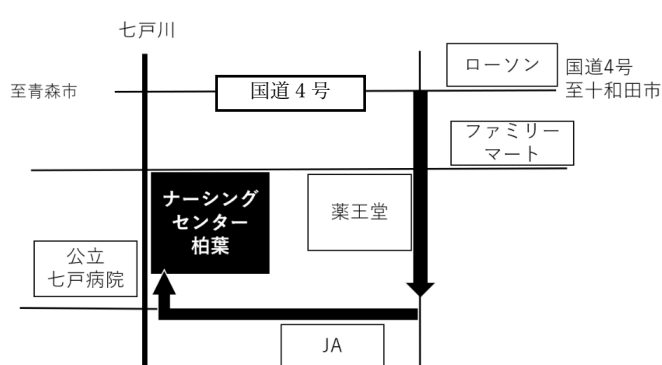 七戸川
ローソン
国道4号
至十和田市
至青森市
国道４号
ファミリー
マート
ナーシング
センター
柏葉
薬王堂
公立
七戸病院
JA